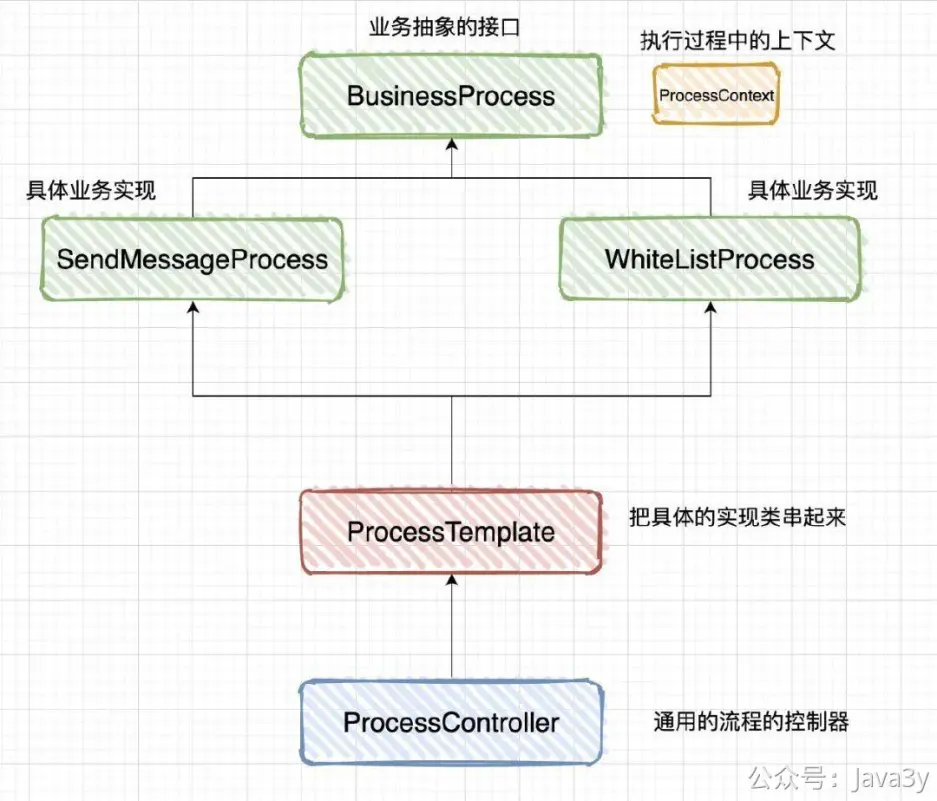 业务抽象的接口
执行过程中的上下文
BusinessProcess
ProcessContext
具体业务实现
具体业务实现
SendMessageProcess
WhiteListProcess
ProcessTemplate
把具体的实现类串起来
ProcessController
通用的流程的控制器
公众号：Java3y